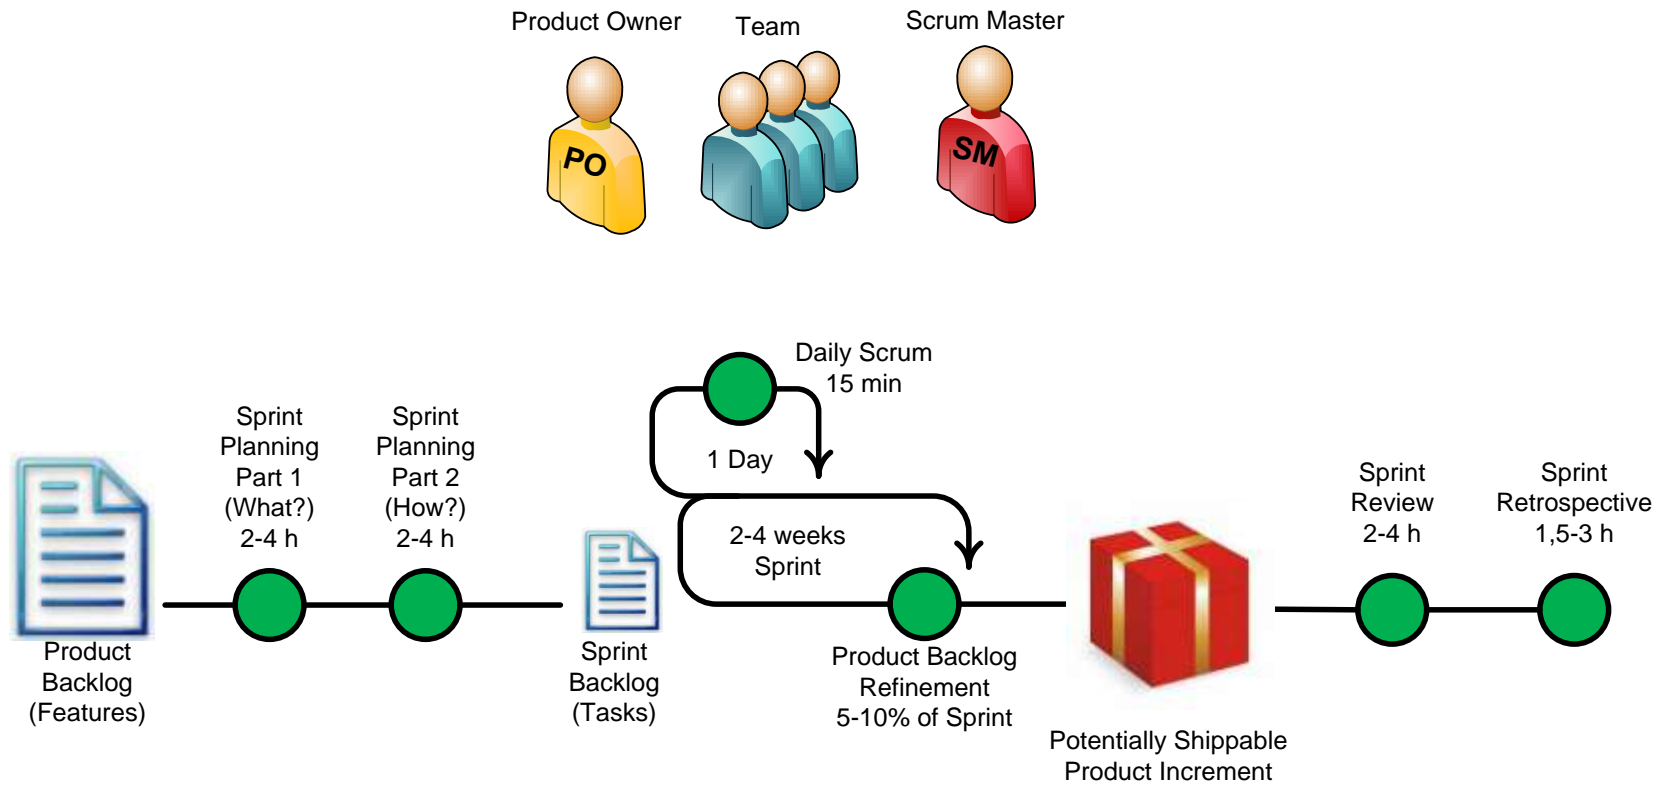 Product Owner
Team
Scrum Master
PO
SM
Daily Scrum
15 min
1 Day
Sprint
Planning
Part 1
(What?)
2-4 h
Sprint
Planning
Part 2
(How?)
2-4 h
2-4 weeks
Sprint
Sprint
Review
2-4 h
Sprint
Retrospective
1,5-3 h
Product
Backlog
(Features)
Sprint
Backlog
(Tasks)
Product Backlog
Refinement
5-10% of Sprint
Potentially Shippable
Product Increment